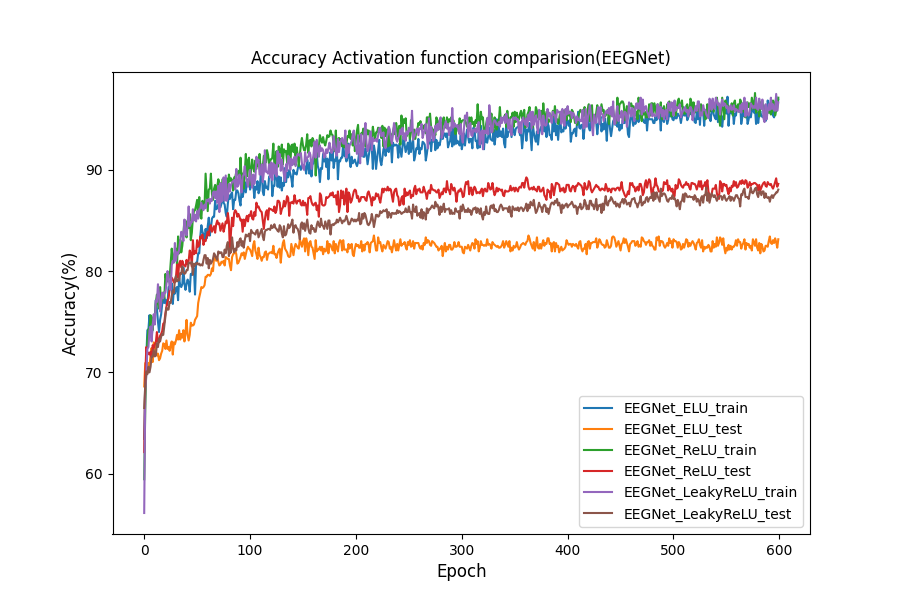 Accuracy Activation function comparision(EEGNet)
Accuracy(%)
90
80
70
60
0 100 200 300 400 500 600
Epoch
EEGNet_ELU_train
EEGNet_ELU_test
EEGNet_ReLU_train
EEGNet_ReLU_test
EEGNet_LeakyReLU_train
EEGNet_LeakyReLU_test